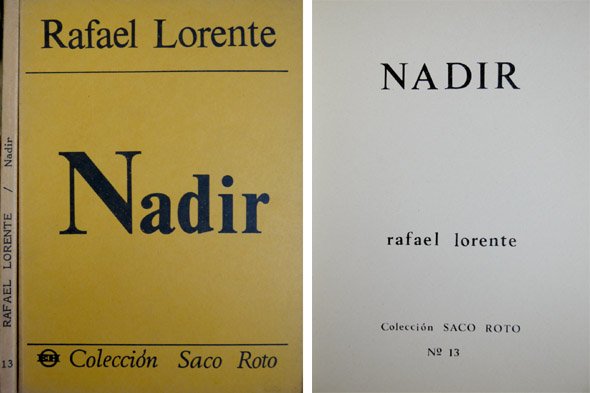 RAFAEL LORENTE / Nadir
13
Rafael Lorente
Nadir
Colección Saco Roto
NADIR
rafael lorente
Colección SACO ROTO
Nº 13